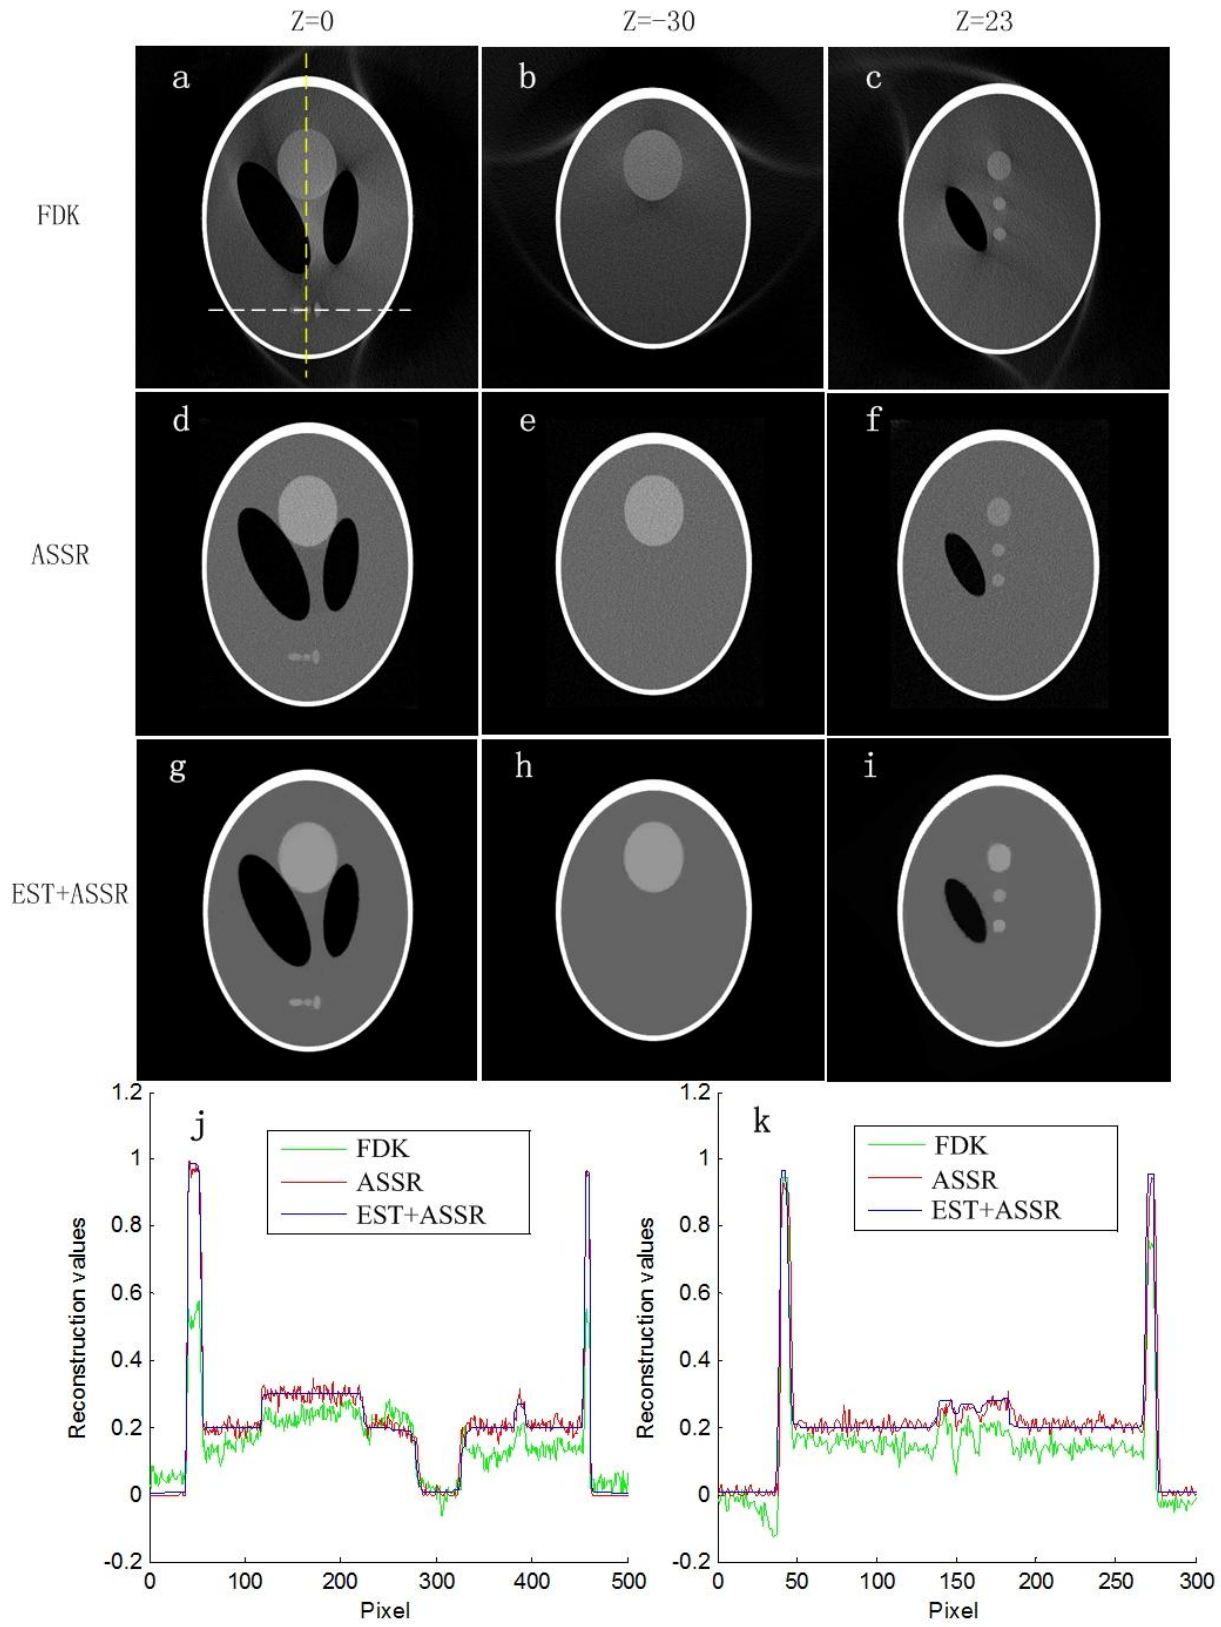 Z=0 Z=-30 Z=23
a b c
FDK
d e f
ASSR
g h i
EST+ASSR
j
1.2
1
0.8
0.6
0.4
0.2
0
-0.2
Reconstruction values
FDK
ASSR
EST+ASSR
0 100 200 300 400 500
Pixel
k
1.2
1
0.8
0.6
0.4
0.2
0
-0.2
Reconstruction values
FDK
ASSR
EST+ASSR
0 50 100 150 200 250 300
Pixel